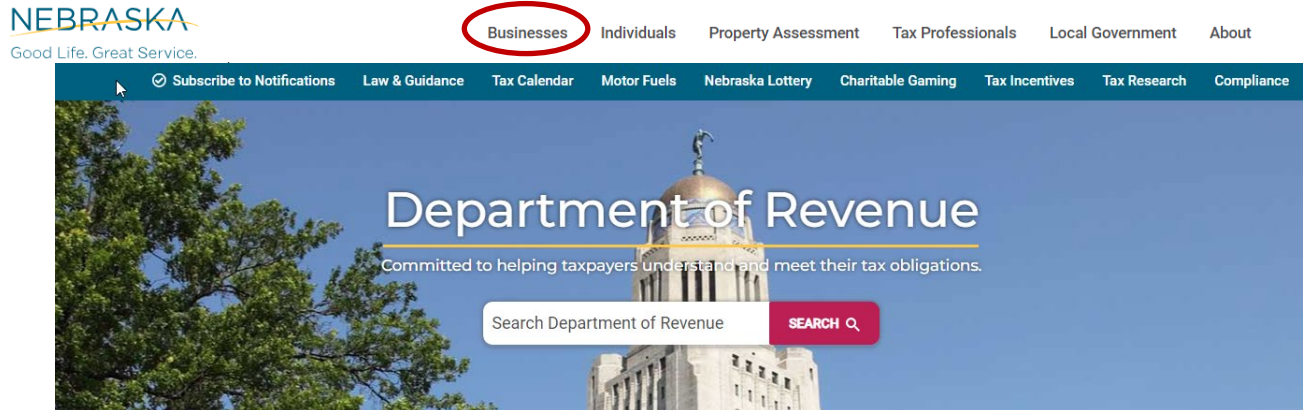 NEBRASKA
Good Life. Great Service.
Businesses Individuals Property Assessment Tax Professionals Local Government About
Subscribe to Notifications Law & Guidance Tax Calendar Motor Fuels Nebraska Lottery Charitable Gaming Tax Incentives Tax Research Compliance
Department of Revenue
Committed to helping taxpayers understand and meet their tax obligations.
Search Department of Revenue SEARCH